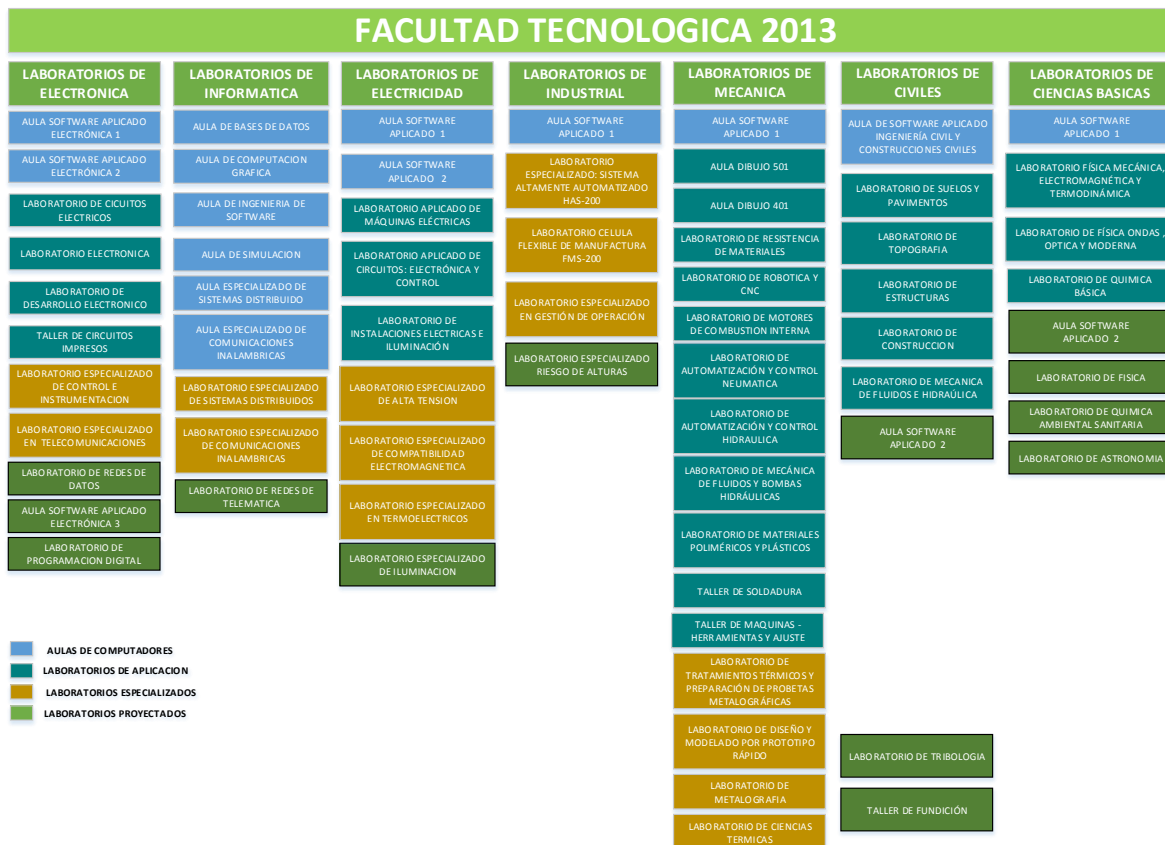 FACULTAD TECNOLOGICA 2013
LABORATORIOS DE
ELECTRONICA
AULA SOFTWARE APLICADO
ELECTRÓNICA 1
AULA SOFTWARE APLICADO
ELECTRÓNICA 2
LABORATORIO DE CICUITOS
ELECTRICOS
LABORATORIO ELECTRONICA
LABORATORIO DE
DESARROLLO ELECTRONICO
TALLER DE CIRCUITOS
IMPRESOS
LABORATORIO ESPECIALIZADO
DE CONTROL E
INSTRUMENTACION
LABORATORIO ESPECIALIZADO
EN TELECOMUNICACIONES
LABORATORIO DE REDES DE
DATOS
AULA SOFTWARE APLICADO
ELECTRÓNICA 3
LABORATORIO DE
PROGRAMACION DIGITAL
LABORATORIOS DE
INFORMATICA
AULA DE BASES DE DATOS
AULA DE COMPUTACION
GRAFICA
AULA DE INGENIERIA DE
SOFTWARE
AULA DE SIMULACION
AULA ESPECIALIZADO DE
SISTEMAS DISTRIBUIDO
AULA ESPECIALIZADO DE
COMUNICACIONES
INALAMBRICAS
LABORATORIO ESPECIALIZADO
DE SISTEMAS DISTRIBUIDOS
LABORATORIO ESPECIALIZADO
DE COMUNICACIONES
INALAMBRICAS
LABORATORIO DE REDES DE
TELEMATICA
LABORATORIOS DE
ELECTRICIDAD
AULA SOFTWARE
APLICADO 1
AULA SOFTWARE
APLICADO 2
LABORATORIO APLICADO DE
MÁQUINAS ELÉCTRICAS
LABORATORIO APLICADO DE
CIRCUITOS: ELECTRÓNICA Y
CONTROL
LABORATORIO DE
INSTALACIONES ELECTRICAS E
ILUMINACIÓN
LABORATORIO ESPECIALIZADO
DE ALTA TENSION
LABORATORIO ESPECIALIZADO
DE COMPATIBILIDAD
ELECTROMAGNETICA
LABORATORIO ESPECIALIZADO
EN TERMOELECTRICOS
LABORATORIO ESPECIALIZADO
DE ILUMINACION
LABORATORIOS DE
INDUSTRIAL
AULA SOFTWARE
APLICADO 1
LABORATORIO
ESPECIALIZADO: SISTEMA
ALTAMENTE AUTOMATIZADO
HAS-200
LABORATORIO CELULA
FLEXIBLE DE MANUFACTURA
FMS-200
LABORATORIO ESPECIALIZADO
EN GESTIÓN DE OPERACIÓN
LABORATORIO ESPECIALIZADO
RIESGO DE ALTURAS
LABORATORIOS DE
MECANICA
AULA SOFTWARE
APLICADO 1
AULA DIBUJO 501
AULA DIBUJO 401
LABORATORIO DE RESISTENCIA
DE MATERIALES
LABORATORIO DE ROBOTICA Y
CNC
LABORATORIO DE MOTORES
DE COMBUSTION INTERNA
LABORATORIO DE
AUTOMATIZACIÓN Y CONTROL
NEUMATICA
LABORATORIO DE
AUTOMATIZACIÓN Y CONTROL
HIDRAULICA
LABORATORIO DE MECÁNICA
DE FLUIDOS Y BOMBAS
HIDRÁULICAS
LABORATORIO DE MATERIALES
POLIMÉRICOS Y PLÁSTICOS
TALLER DE SOLDADURA
TALLER DE MAQUINAS -
HERRAMIENTAS Y AJUSTE
LABORATORIO DE
TRATAMIENTOS TÉRMICOS Y
PREPARACIÓN DE PROBETAS
METALOGRÁFICAS
LABORATORIO DE DISEÑO Y
MODELADO POR PROTOTIPO
RÁPIDO
LABORATORIO DE
METALOGRAFIA
LABORATORIO DE CIENCIAS
TERMICAS
LABORATORIOS DE
CIVILES
AULA DE SOFTWARE APLICADO
INGENIERÍA CIVIL Y
CONSTRUCCIONES CIVILES
LABORATORIO DE SUELOS Y
PAVIMENTOS
LABORATORIO DE
TOPOGRAFIA
LABORATORIO DE
ESTRUCTURAS
LABORATORIO DE
CONSTRUCCION
LABORATORIO DE MECANICA
DE FLUIDOS E HIDRAÚLICA
AULA SOFTWARE
APLICADO 2
LABORATORIO DE TRIBOLOGIA
TALLER DE FUNDICIÓN
LABORATORIOS DE
CIENCIAS BASICAS
AULA SOFTWARE
APLICADO 1
LABORATORIO FÍSICA MECÁNICA,
ELECTROMAGNÉTICA Y
TERMODINÁMICA
LABORATORIO DE FÍSICA ONDAS ,
OPTICA Y MODERNA
LABORATORIO DE QUIMICA
BÁSICA
AULA SOFTWARE
APLICADO 2
LABORATORIO DE FISICA
LABORATORIO DE QUIMICA
AMBIENTAL SANITARIA
LABORATORIO DE ASTRONOMIA
AULAS DE COMPUTADORES
LABORATORIOS DE APLICACION
LABORATORIOS ESPECIALIZADOS
LABORATORIOS PROYECTADOS